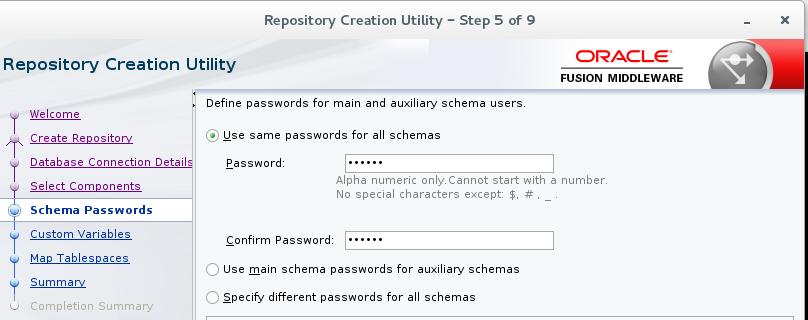 Repository Creation Utility – Step 5 of 9
Repository Creation Utility
ORACLE
FUSION MIDDLEWARE
Welcome
Create Repository
Database Connection Details
Select Components
Schema Passwords
Custom Variables
Map Tablespaces
Summary
Completion Summary
Define passwords for main and auxiliary schema users.
Use same passwords for all schemas
Password: ••••••
Alpha numeric only.Cannot start with a number.
No special characters except: $, # , _ .
Confirm Password: ••••••
Use main schema passwords for auxiliary schemas
Specify different passwords for all schemas